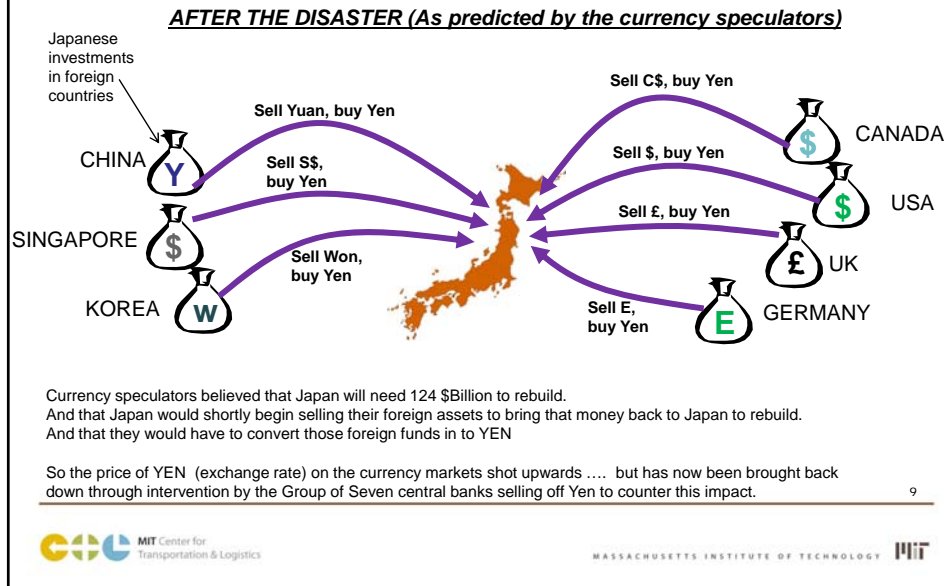 AFTER THE DISASTER (As predicted by the currency speculators)
Japanese
investments
in foreign
countries
Sell Yuan, buy Yen
CHINA
Y
Sell S$,
buy Yen
SINGAPORE
$
Sell Won,
buy Yen
KOREA
W
Sell C$, buy Yen
$
CANADA
Sell $, buy Yen
$
USA
Sell £, buy Yen
£
UK
Sell E,
buy Yen
E
GERMANY
Currency speculators believed that Japan will need 124 $Billion to rebuild.
And that Japan would shortly begin selling their foreign assets to bring that money back to Japan to rebuild.
And that they would have to convert those foreign funds in to YEN
So the price of YEN (exchange rate) on the currency markets shot upwards .... but has now been brought back
down through intervention by the Group of Seven central banks selling off Yen to counter this impact.
9
MIT Center for
Transportation & Logistics
MASSACHUSETTS INSTITUTE OF TECHNOLOGY